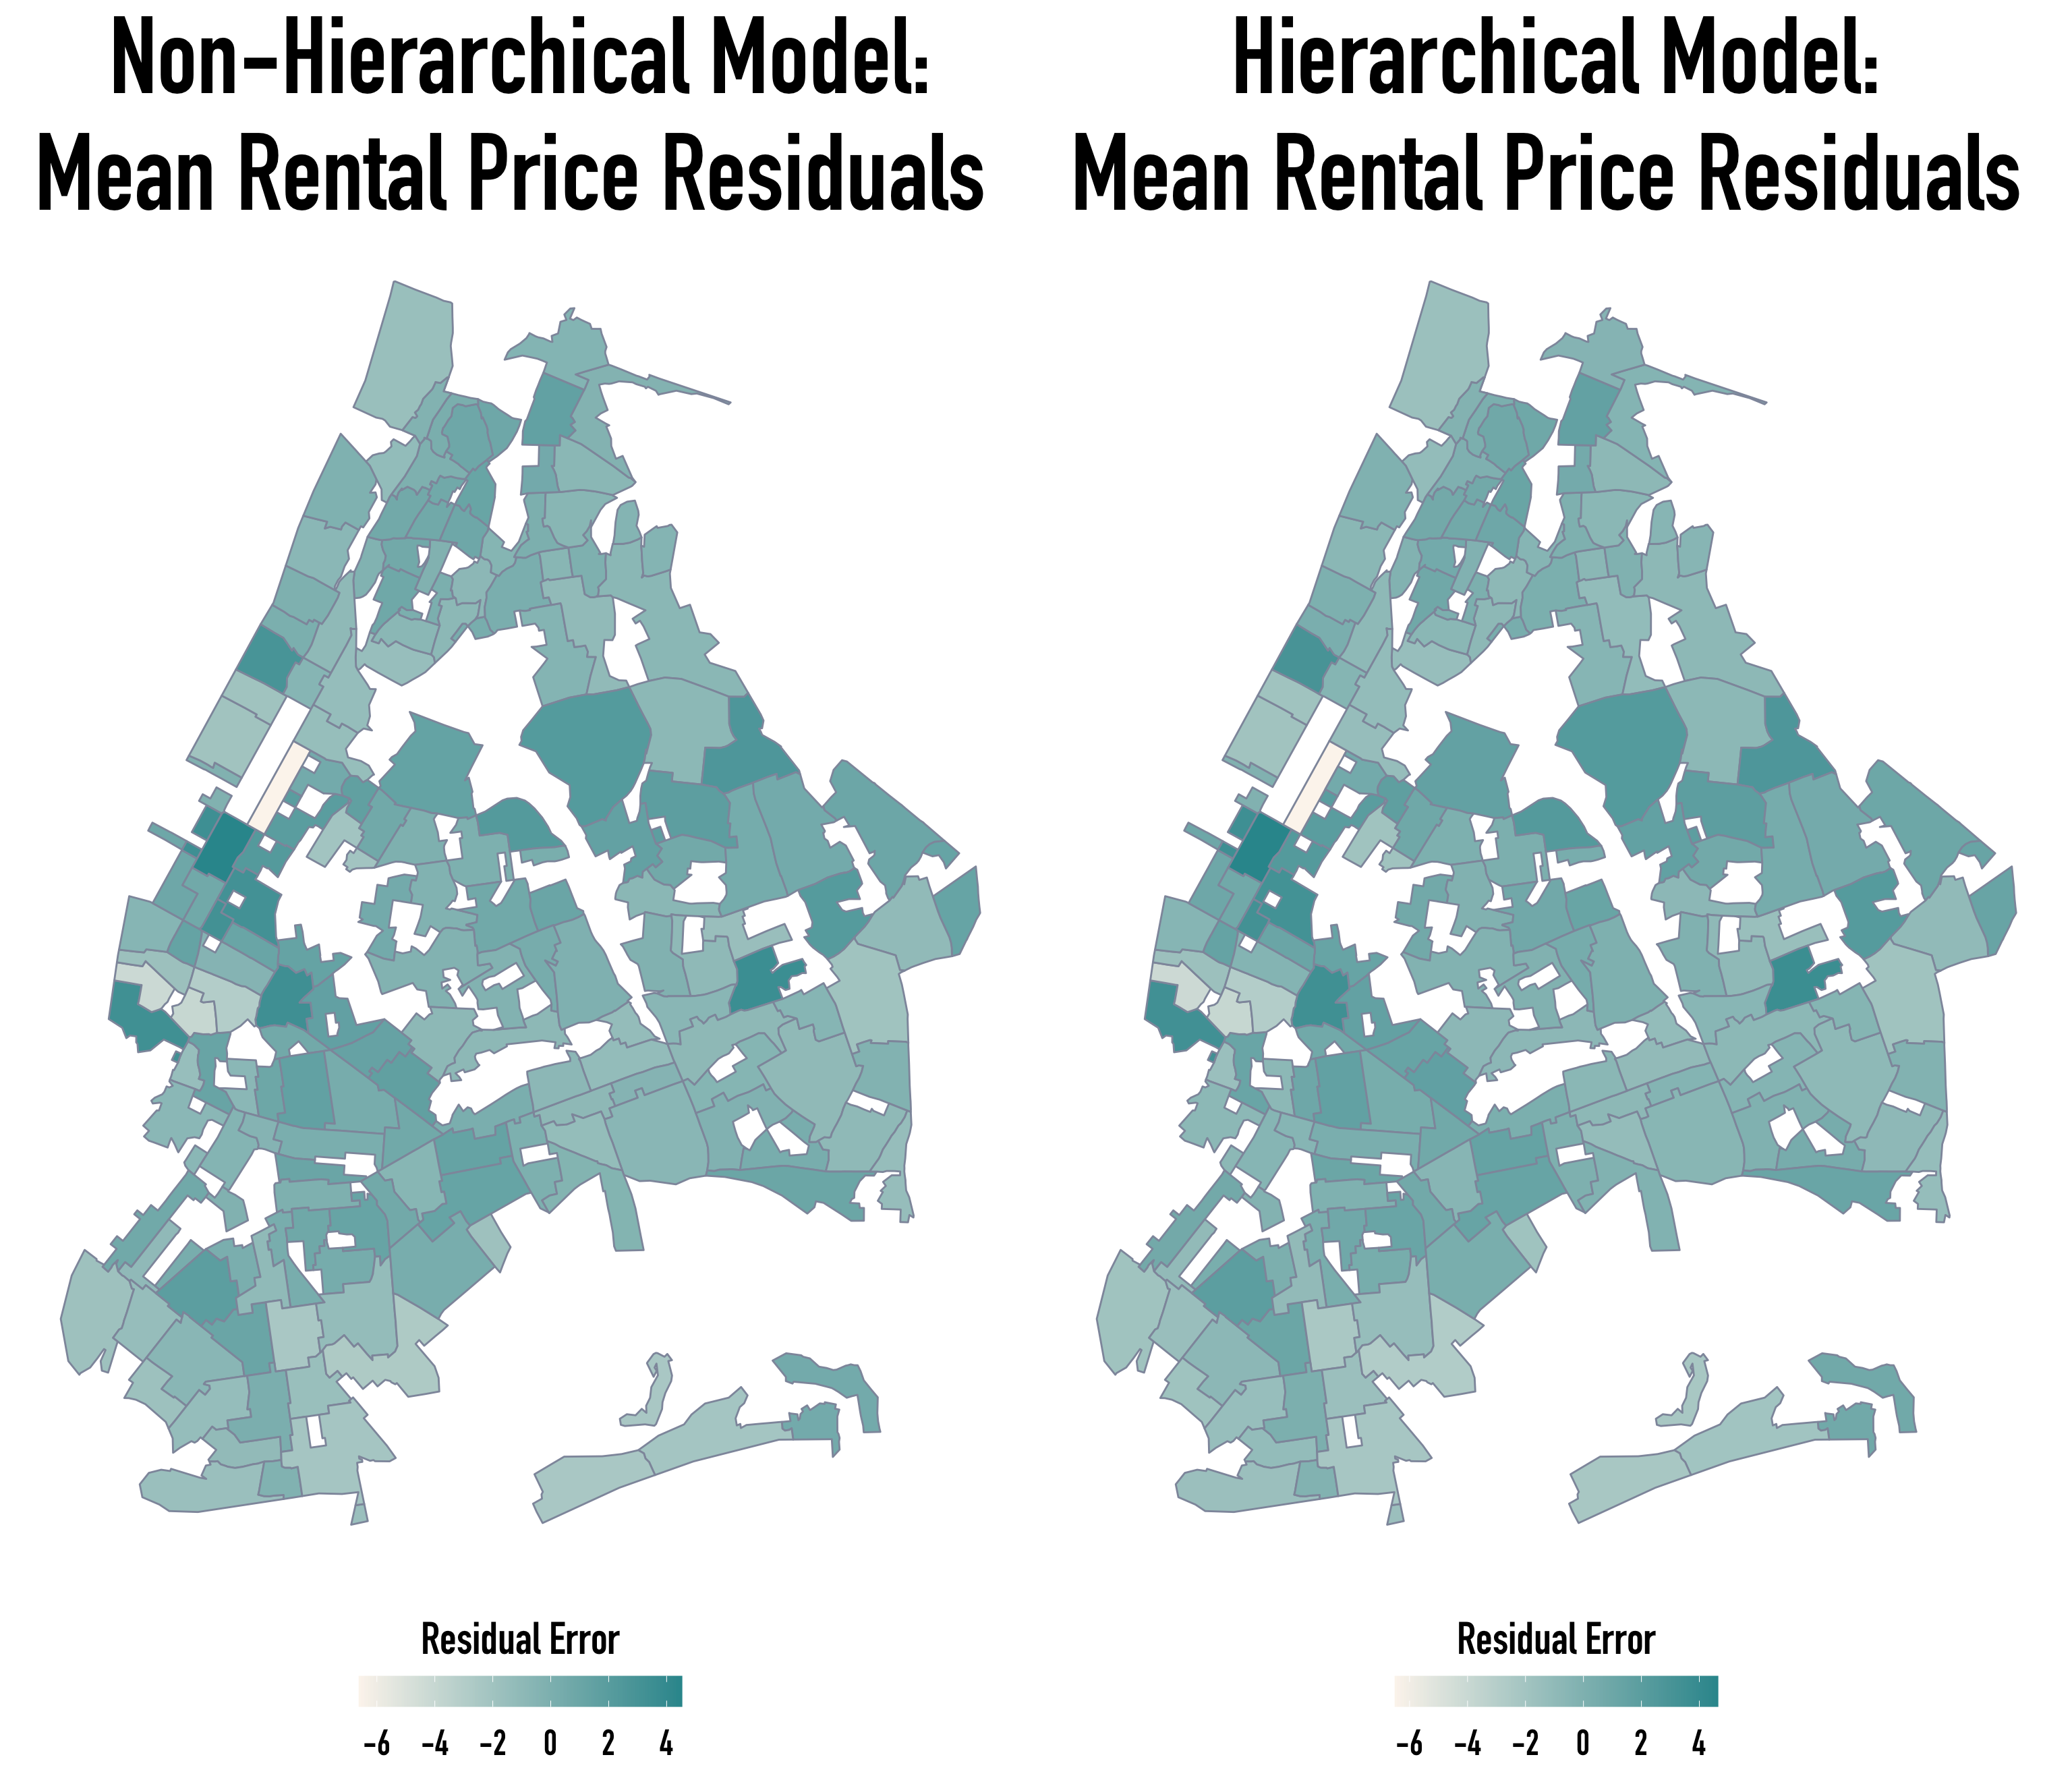 Non-Hierarchical Model:
Mean Rental Price Residuals
Hierarchical Model:
Mean Rental Price Residuals
Residual Error
-6 -4 -2 0 2 4
Residual Error
-6 -4 -2 0 2 4